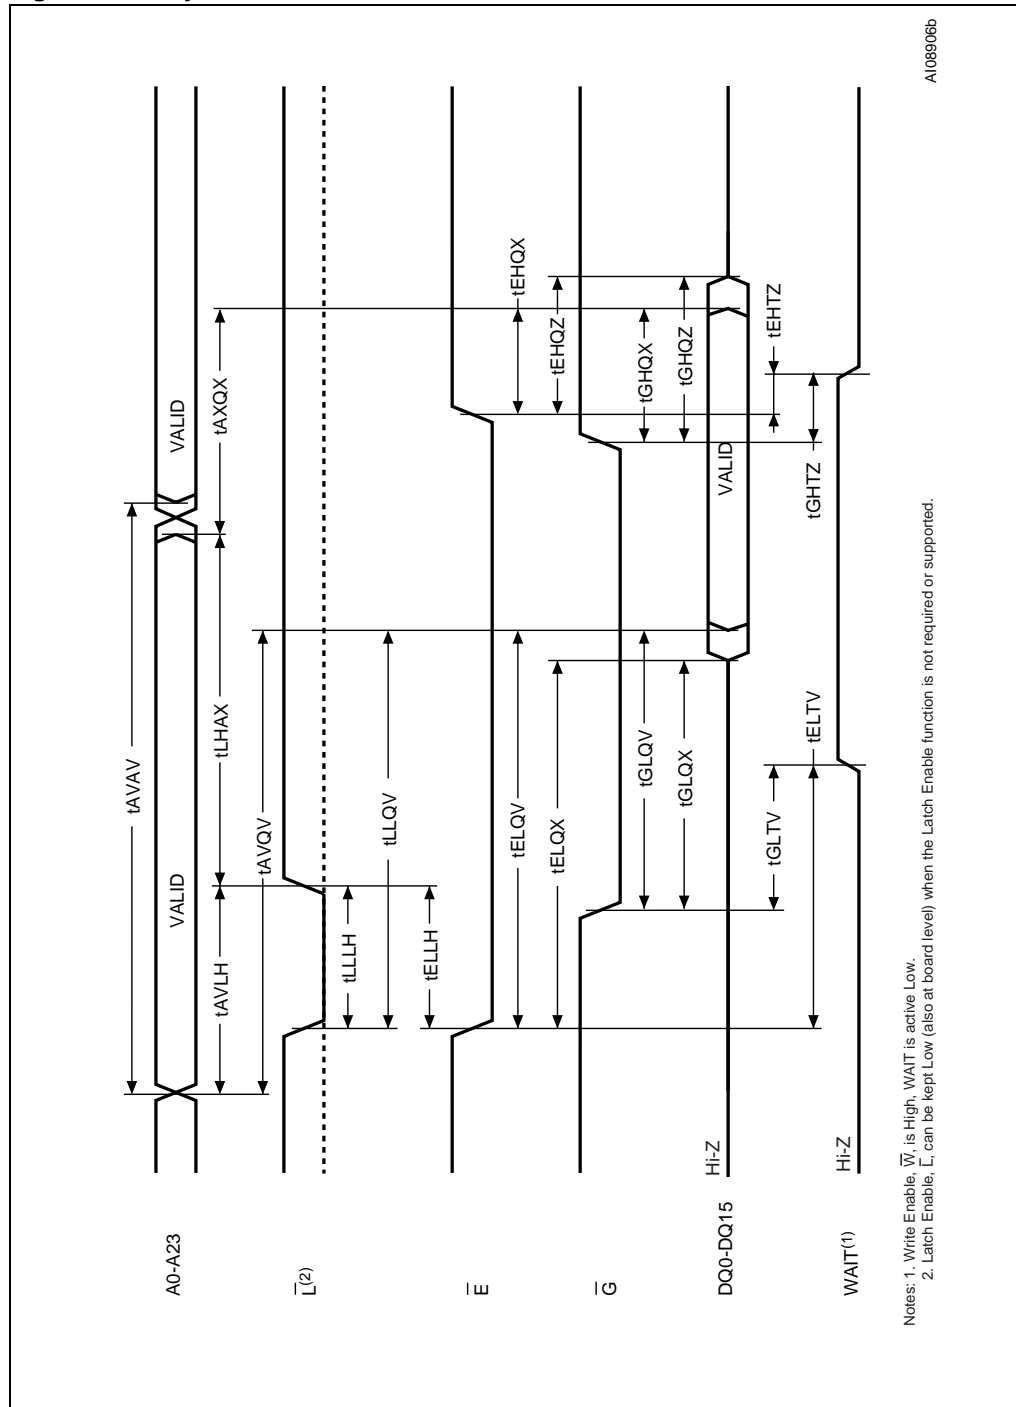 A0-A23
VALID
VALID
tAVAV
tAVLH
tLHAX
tAXQX
tAVQV
L(2)
tLLLH
tLLQV
tELLH
E
tELQV
tEHQX
tELQX
tEHQZ
G
tGLQV
tGHQX
tGLQX
tGHQZ
DQ0-DQ15
Hi-Z
VALID
tGLTV
tEHTZ
tELTV
tGHTZ
WAIT(1)
Hi-Z
Notes: 1. Write Enable, W, is High, WAIT is active Low.
2. Latch Enable, L, can be kept Low (also at board level) when the Latch Enable function is not required or supported.
AI08906b